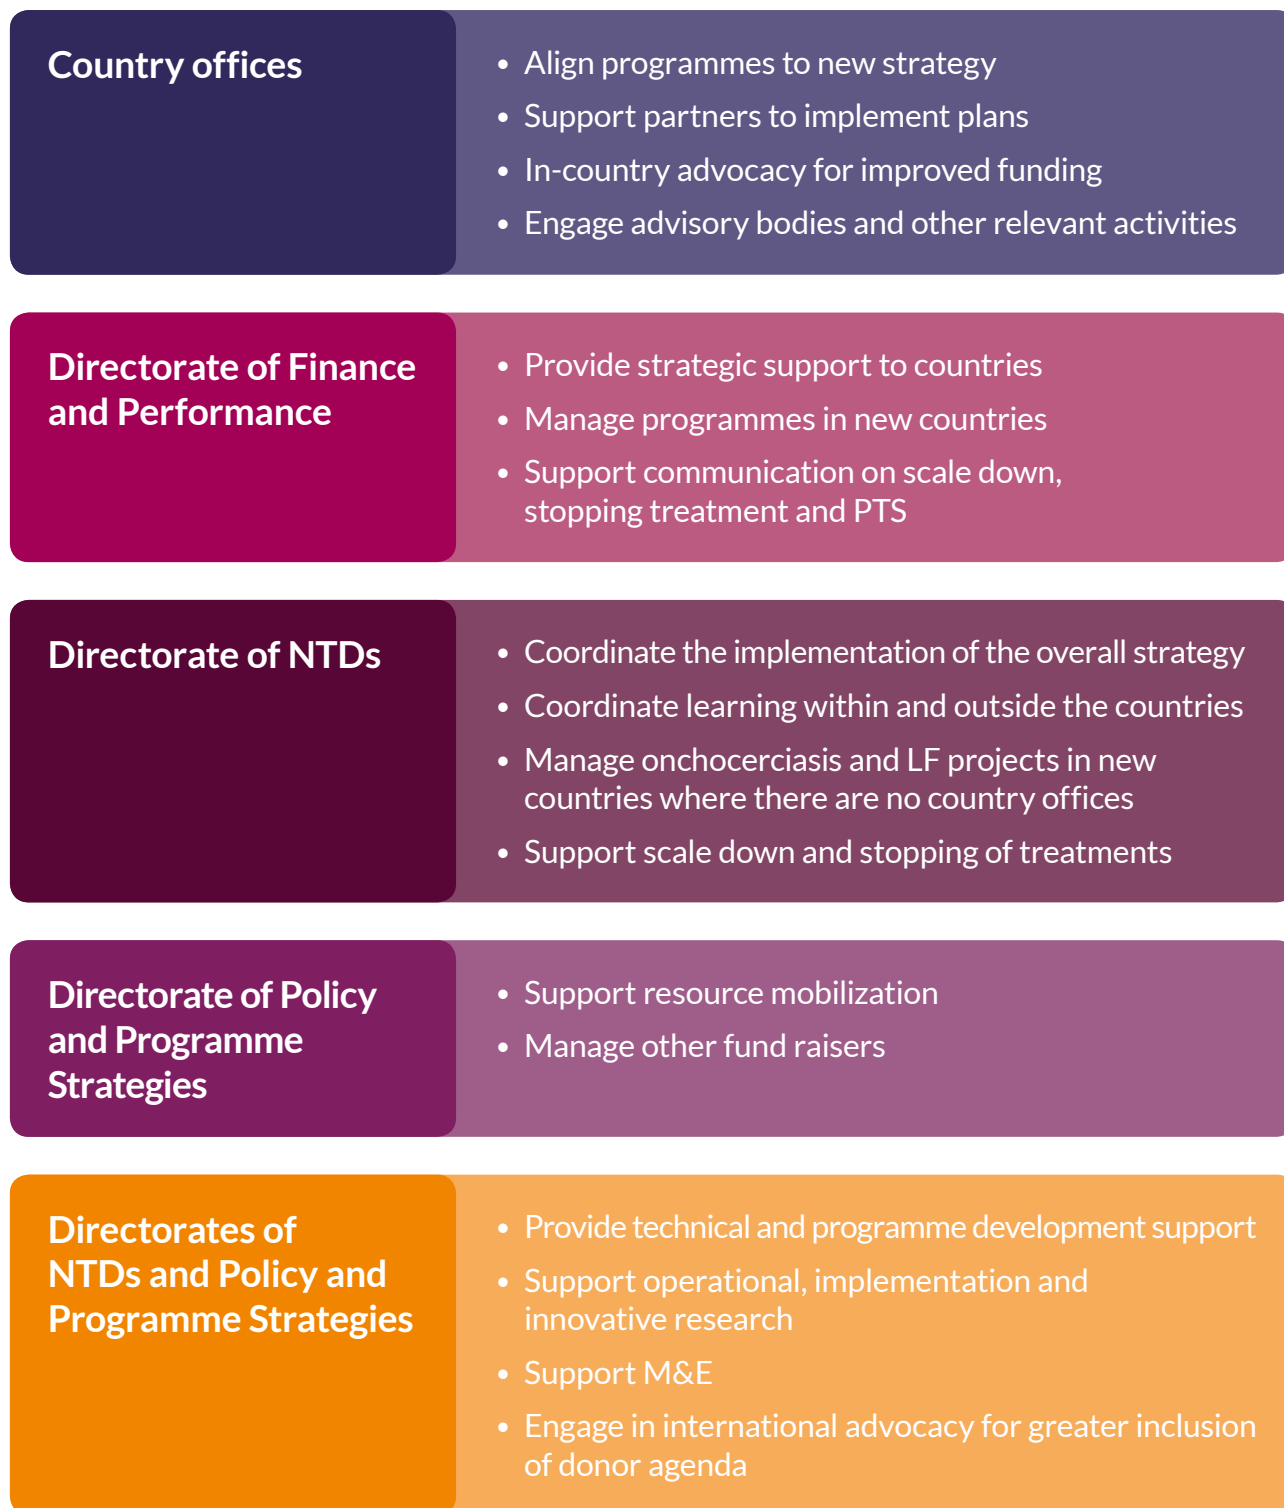 Country offices
• Align programmes to new strategy
• Support partners to implement plans
• In-country advocacy for improved funding
• Engage advisory bodies and other relevant activities
Directorate of Finance
and Performance
• Provide strategic support to countries
• Manage programmes in new countries
• Support communication on scale down,
stopping treatment and PTS
Directorate of NTDs
• Coordinate the implementation of the overall strategy
• Coordinate learning within and outside the countries
• Manage onchocerciasis and LF projects in new
countries where there are no country offices
• Support scale down and stopping of treatments
Directorate of Policy
and Programme
Strategies
• Support resource mobilization
• Manage other fund raisers
Directorates of
NTDs and Policy and
Programme Strategies
• Provide technical and programme development support
• Support operational, implementation and
innovative research
• Support M&E
• Engage in international advocacy for greater inclusion
of donor agenda